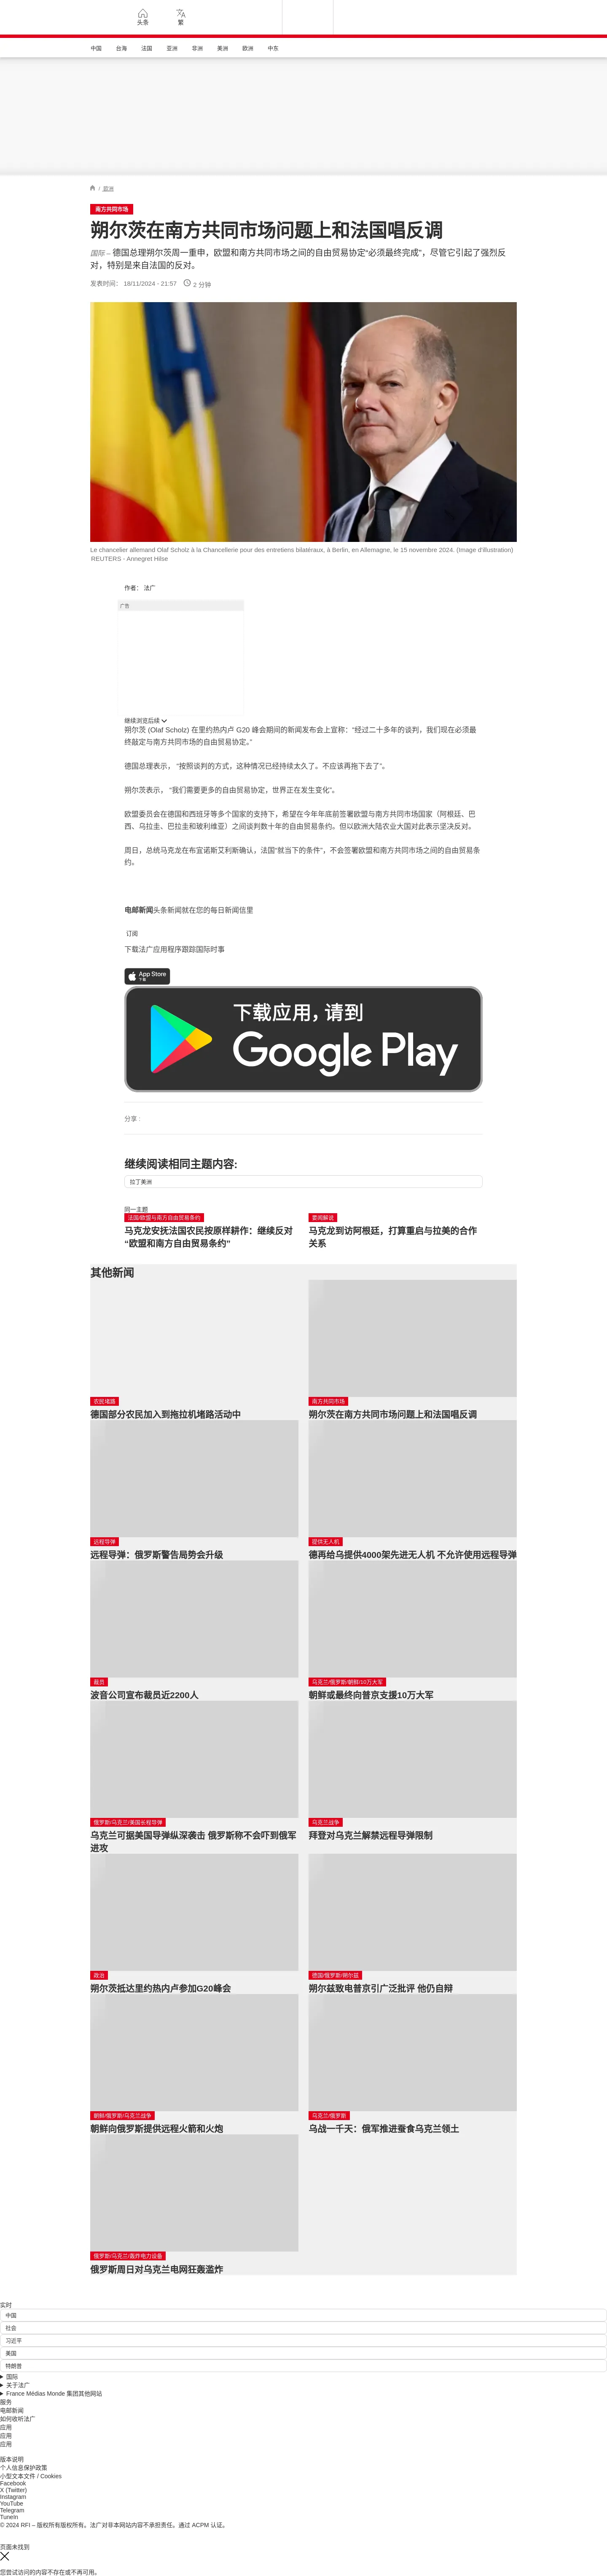 头条
繁
中国
台海
法国
亚洲
非洲
美洲
欧洲
中东
/ 欧洲
南方共同市场
朔尔茨在南方共同市场问题上和法国唱反调
国际 – 德国总理朔尔茨周一重申，欧盟和南方共同市场之间的自由贸易协定“必须最终完成”，尽管它引起了强烈反
对，特别是来自法国的反对。
发表时间： 18/11/2024 - 21:57
2 分钟
Le chancelier allemand Olaf Scholz à la Chancellerie pour des entretiens bilatéraux, à Berlin, en Allemagne, le 15 novembre 2024. (Image d'illustration)
REUTERS - Annegret Hilse
作者： 法广
广告
继续浏览后续
朔尔茨 (Olaf Scholz) 在里约热内卢 G20 峰会期间的新闻发布会上宣称：“经过二十多年的谈判，我们现在必须最
终敲定与南方共同市场的自由贸易协定。”
德国总理表示， “按照谈判的方式，这种情况已经持续太久了。不应该再拖下去了”。
朔尔茨表示， “我们需要更多的自由贸易协定，世界正在发生变化”。
欧盟委员会在德国和西班牙等多个国家的支持下，希望在今年年底前签署欧盟与南方共同市场国家（阿根廷、巴
西、乌拉圭、巴拉圭和玻利维亚）之间谈判数十年的自由贸易条约。但以欧洲大陆农业大国对此表示坚决反对。
周日，总统马克龙在布宜诺斯艾利斯确认，法国“就当下的条件”，不会签署欧盟和南方共同市场之间的自由贸易条
约。
电邮新闻头条新闻就在您的每日新闻信里
订阅
下载法广应用程序跟踪国际时事
App Store
下载
下载应用，请到
Google Play
分享 :
继续阅读相同主题内容:
拉丁美洲
同一主题
法国/欧盟与南方自由贸易条约
马克龙安抚法国农民按原样耕作：继续反对
“欧盟和南方自由贸易条约”
要闻解说
马克龙到访阿根廷，打算重启与拉美的合作
关系
其他新闻
农民堵路
德国部分农民加入到拖拉机堵路活动中
南方共同市场
朔尔茨在南方共同市场问题上和法国唱反调
远程导弹
远程导弹：俄罗斯警告局势会升级
提供无人机
德再给乌提供4000架先进无人机 不允许使用远程导弹
裁员
波音公司宣布裁员近2200人
乌克兰/俄罗斯/朝鲜/10万大军
朝鲜或最终向普京支援10万大军
俄罗斯/乌克兰/美国长程导弹
乌克兰可据美国导弹纵深袭击 俄罗斯称不会吓到俄军
进攻
乌克兰战争
拜登对乌克兰解禁远程导弹限制
政治
朔尔茨抵达里约热内卢参加G20峰会
德国/俄罗斯/朔尔兹
朔尔兹致电普京引广泛批评 他仍自辩
朝鲜/俄罗斯/乌克兰战争
朝鲜向俄罗斯提供远程火箭和火炮
乌克兰/俄罗斯
乌战一千天：俄军推进蚕食乌克兰领土
俄罗斯/乌克兰/轰炸电力设备
俄罗斯周日对乌克兰电网狂轰滥炸
实时
中国
社会
习近平
美国
特朗普
国际
关于法广
France Médias Monde 集团其他网站
服务
电邮新闻
如何收听法广
应用
应用
应用
版本说明
个人信息保护政策
小型文本文件 / Cookies
Facebook
X (Twitter)
Instagram
YouTube
Telegram
TuneIn
© 2024 RFI – 版权所有版权所有。法广对非本网站内容不承担责任。通过 ACPM 认证。
页面未找到
您尝试访问的内容不存在或不再可用。